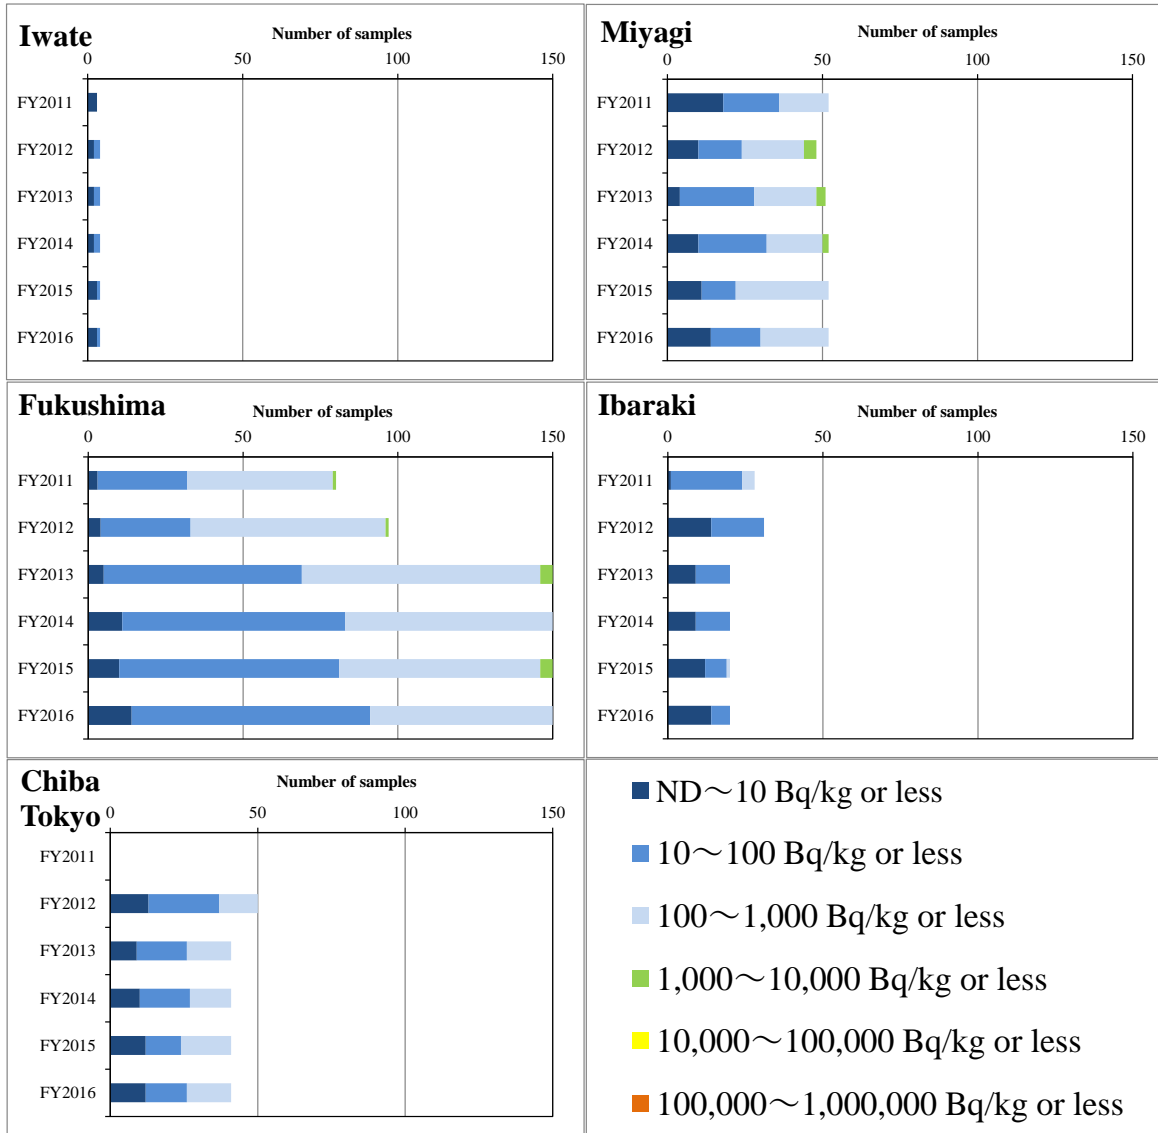 Iwate
Number of samples
0 50 100 150
FY2011
FY2012
FY2013
FY2014
FY2015
FY2016
Miyagi
Number of samples
0 50 100 150
FY2011
FY2012
FY2013
FY2014
FY2015
FY2016
Fukushima
Number of samples
0 50 100 150
FY2011
FY2012
FY2013
FY2014
FY2015
FY2016
Ibaraki
Number of samples
0 50 100 150
FY2011
FY2012
FY2013
FY2014
FY2015
FY2016
Chiba
Tokyo
Number of samples
0 50 100 150
FY2011
FY2012
FY2013
FY2014
FY2015
FY2016
ND～10 Bq/kg or less
10～100 Bq/kg or less
100～1,000 Bq/kg or less
1,000～10,000 Bq/kg or less
10,000～100,000 Bq/kg or less
100,000～1,000,000 Bq/kg or less